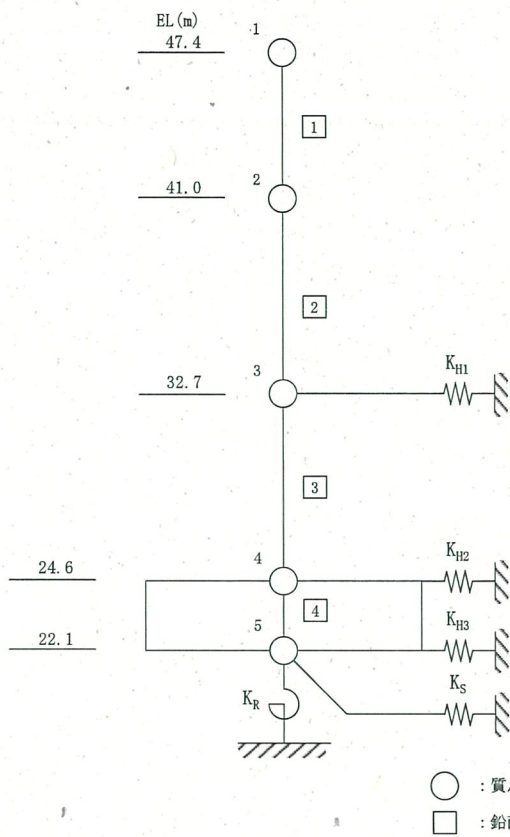 EL(m)
47.4
1
1
41.0
2
2
32.7
3
K_H1
3
24.6
4
K_H2
4
22.1
5
K_H3
K_S
K_R
○ : 質
□ : 鉛